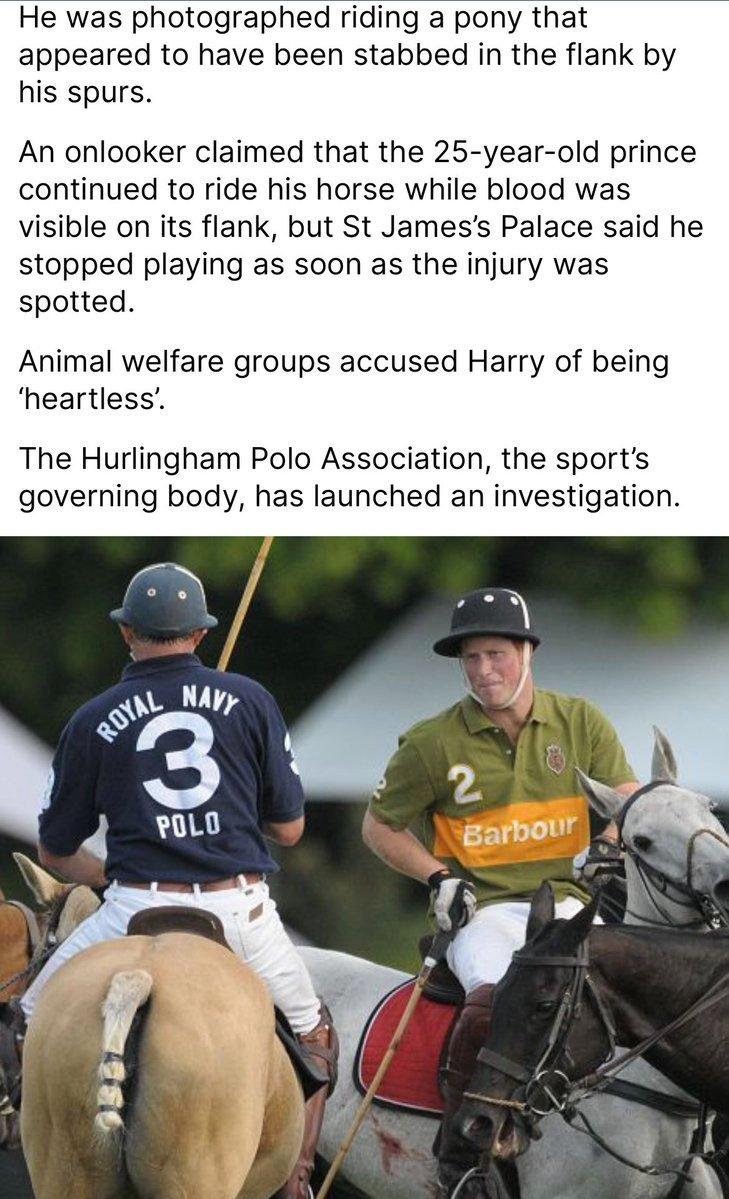 He was photographed riding a pony that
appeared to have been stabbed in the flank by
his spurs.
An onlooker claimed that the 25-year-old prince
continued to ride his horse while blood was
visible on its flank, but St James’s Palace said he
stopped playing as soon as the injury was
spotted.
Animal welfare groups accused Harry of being
‘heartless’.
The Hurlingham Polo Association, the sport’s
governing body, has launched an investigation.
ROYAL NAVY
3
POLO
2
Barbour